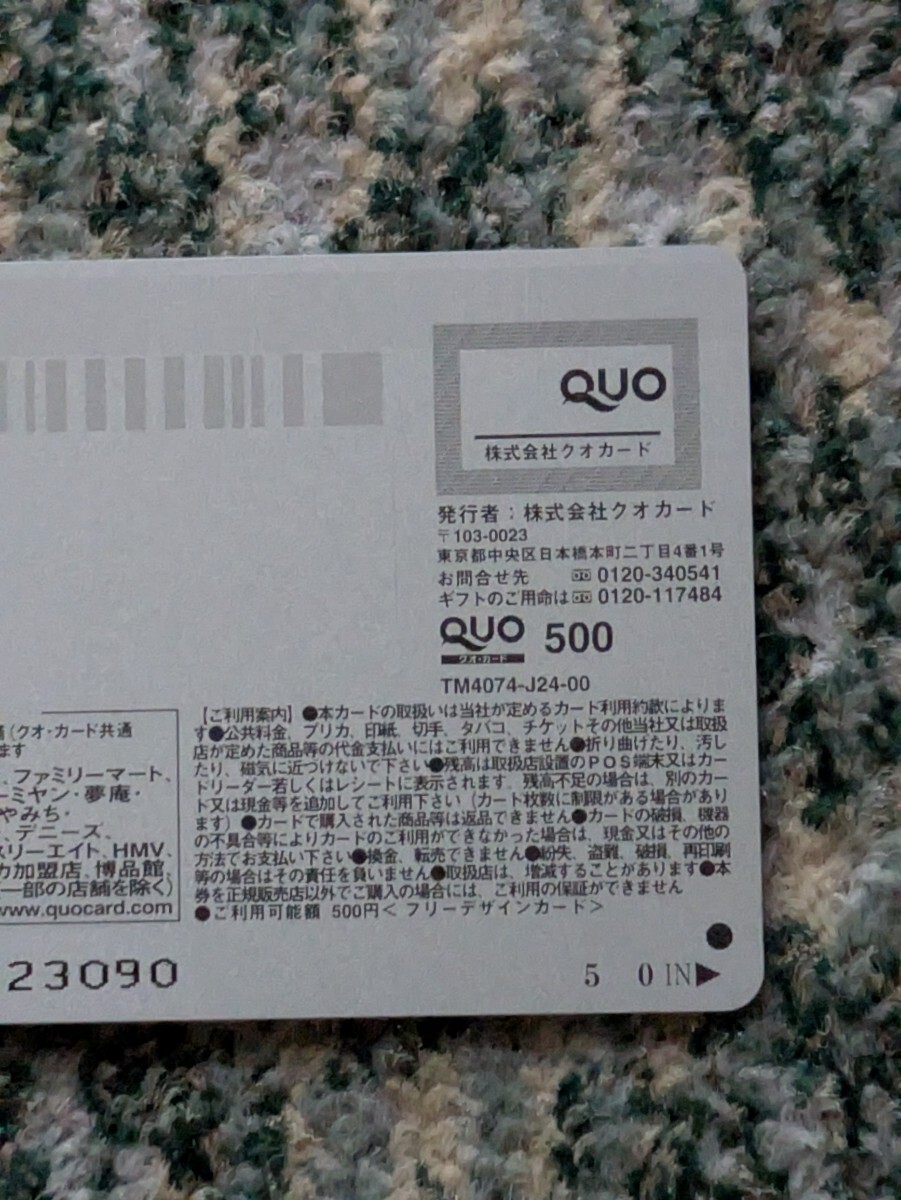 QUO
株式会社クオカード
発行者：株式会社クオカード
〒103-0023
東京都中央区日本橋本町二丁目4番1号
お問合せ先 0120-340541
ギフトのご用命は 0120-117484
QUO 500
クオ・カード
TM4074-J24-00
(クオ・カード共通
ます
、ファミリーマート、
ーミヤン・夢庵・
やみち・
、デニーズ、
スリーエイト、HMV、
カ加盟店、博品館、
一部の店舗を除く)
www.quocard.com
【ご利用案内】●本カードの取扱いは当社が定めるカード利用約款によりま
す●公共料金、プリカ、印紙、切手、タバコ、チケットその他当社又は取扱
店が定めた商品等の代金支払いにはご利用できません●折り曲げたり、汚し
たり、磁気に近づけないで下さい●残高は取扱店設置のPOS端末又はカー
ドリーダー若しくはレシートに表示されます。残高不足の場合は、別のカー
ド又は現金等を追加してご利用下さい（カード枚数に制限がある場合があり
ます）●カードで購入された商品等は返品できません●カードの破損、機器
の不具合等によりカードのご利用ができなかった場合は、現金又はその他の
方法でお支払い下さい●換金、転売できません●紛失、盗難、破損、再印刷
等の場合はその責任を負いません●取扱店は、増減することがあります●本
券を正規販売店以外でご購入の場合には、ご利用の保証ができません
●ご利用可能額 500円＜フリーデザインカード＞
23090
5 0 IN▶